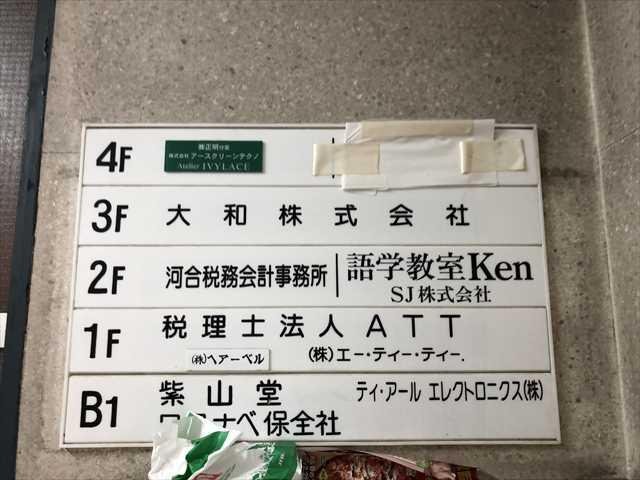 4F
株式会社 アースクリーンテクノ
Atelier IVYLACE
3F 大和株式会社
2F 河合税務会計事務所 語学教室Ken
SJ株式会社
1F 税理士法人ATT
(株)ヘアーベル (株)エー・ティー・ティー.
B1 紫山堂 ティ・アール エレクトロニクス(株)
ナベ保全社